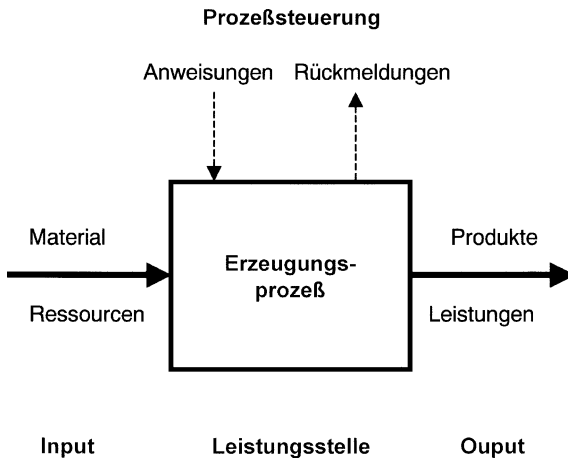 Prozeßsteuerung
Anweisungen Rückmeldungen
Material
Produkte
Erzeugungs-
prozeß
Ressourcen
Leistungen
Input Leistungsstelle Ouput